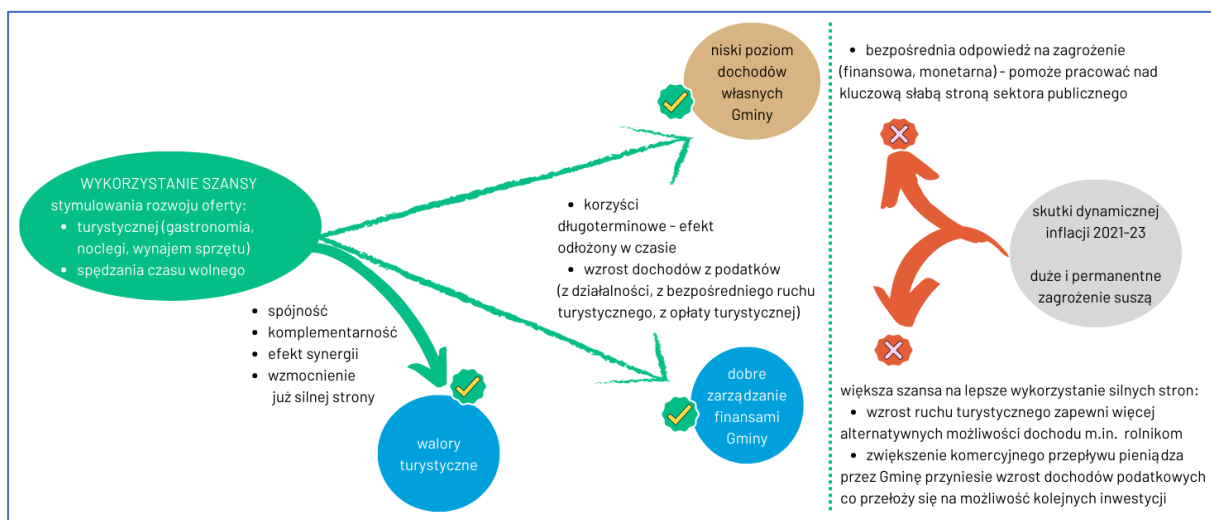 WYKORZYSTANIE SZANSY
stymulowania rozwoju oferty:
• turystycznej (gastronomia,
noclegi, wynajem sprzętu)
• spędzania czasu wolnego
• spójność
• komplementarność
• efekt synergii
• wzmocnienie
już silnej strony
walory
turystyczne
niski poziom
dochodów
własnych
Gminy
• korzyści
długoterminowe - efekt
odłożony w czasie
• wzrost dochodów z podatków
(z działalności, z bezpośredniego ruchu
turystycznego, z opłaty turystycznej)
dobre
zarządzanie
finansami
Gminy
• bezpośrednia odpowiedź na zagrożenie
(finansowa, monetarna) - pomoże pracować nad
kluczową słabą stroną sektora publicznego
skutki dynamicznej
inflacji 2021-23
duże i permanentne
zagrożenie suszą
większa szansa na lepsze wykorzystanie silnych stron:
• wzrost ruchu turystycznego zapewni więcej
alternatywnych możliwości dochodu m.in. rolnikom
• zwiększenie komercyjnego przepływu pieniądza
przez Gminę przyniesie wzrost dochodów podatkowych
co przełoży się na możliwość kolejnych inwestycji